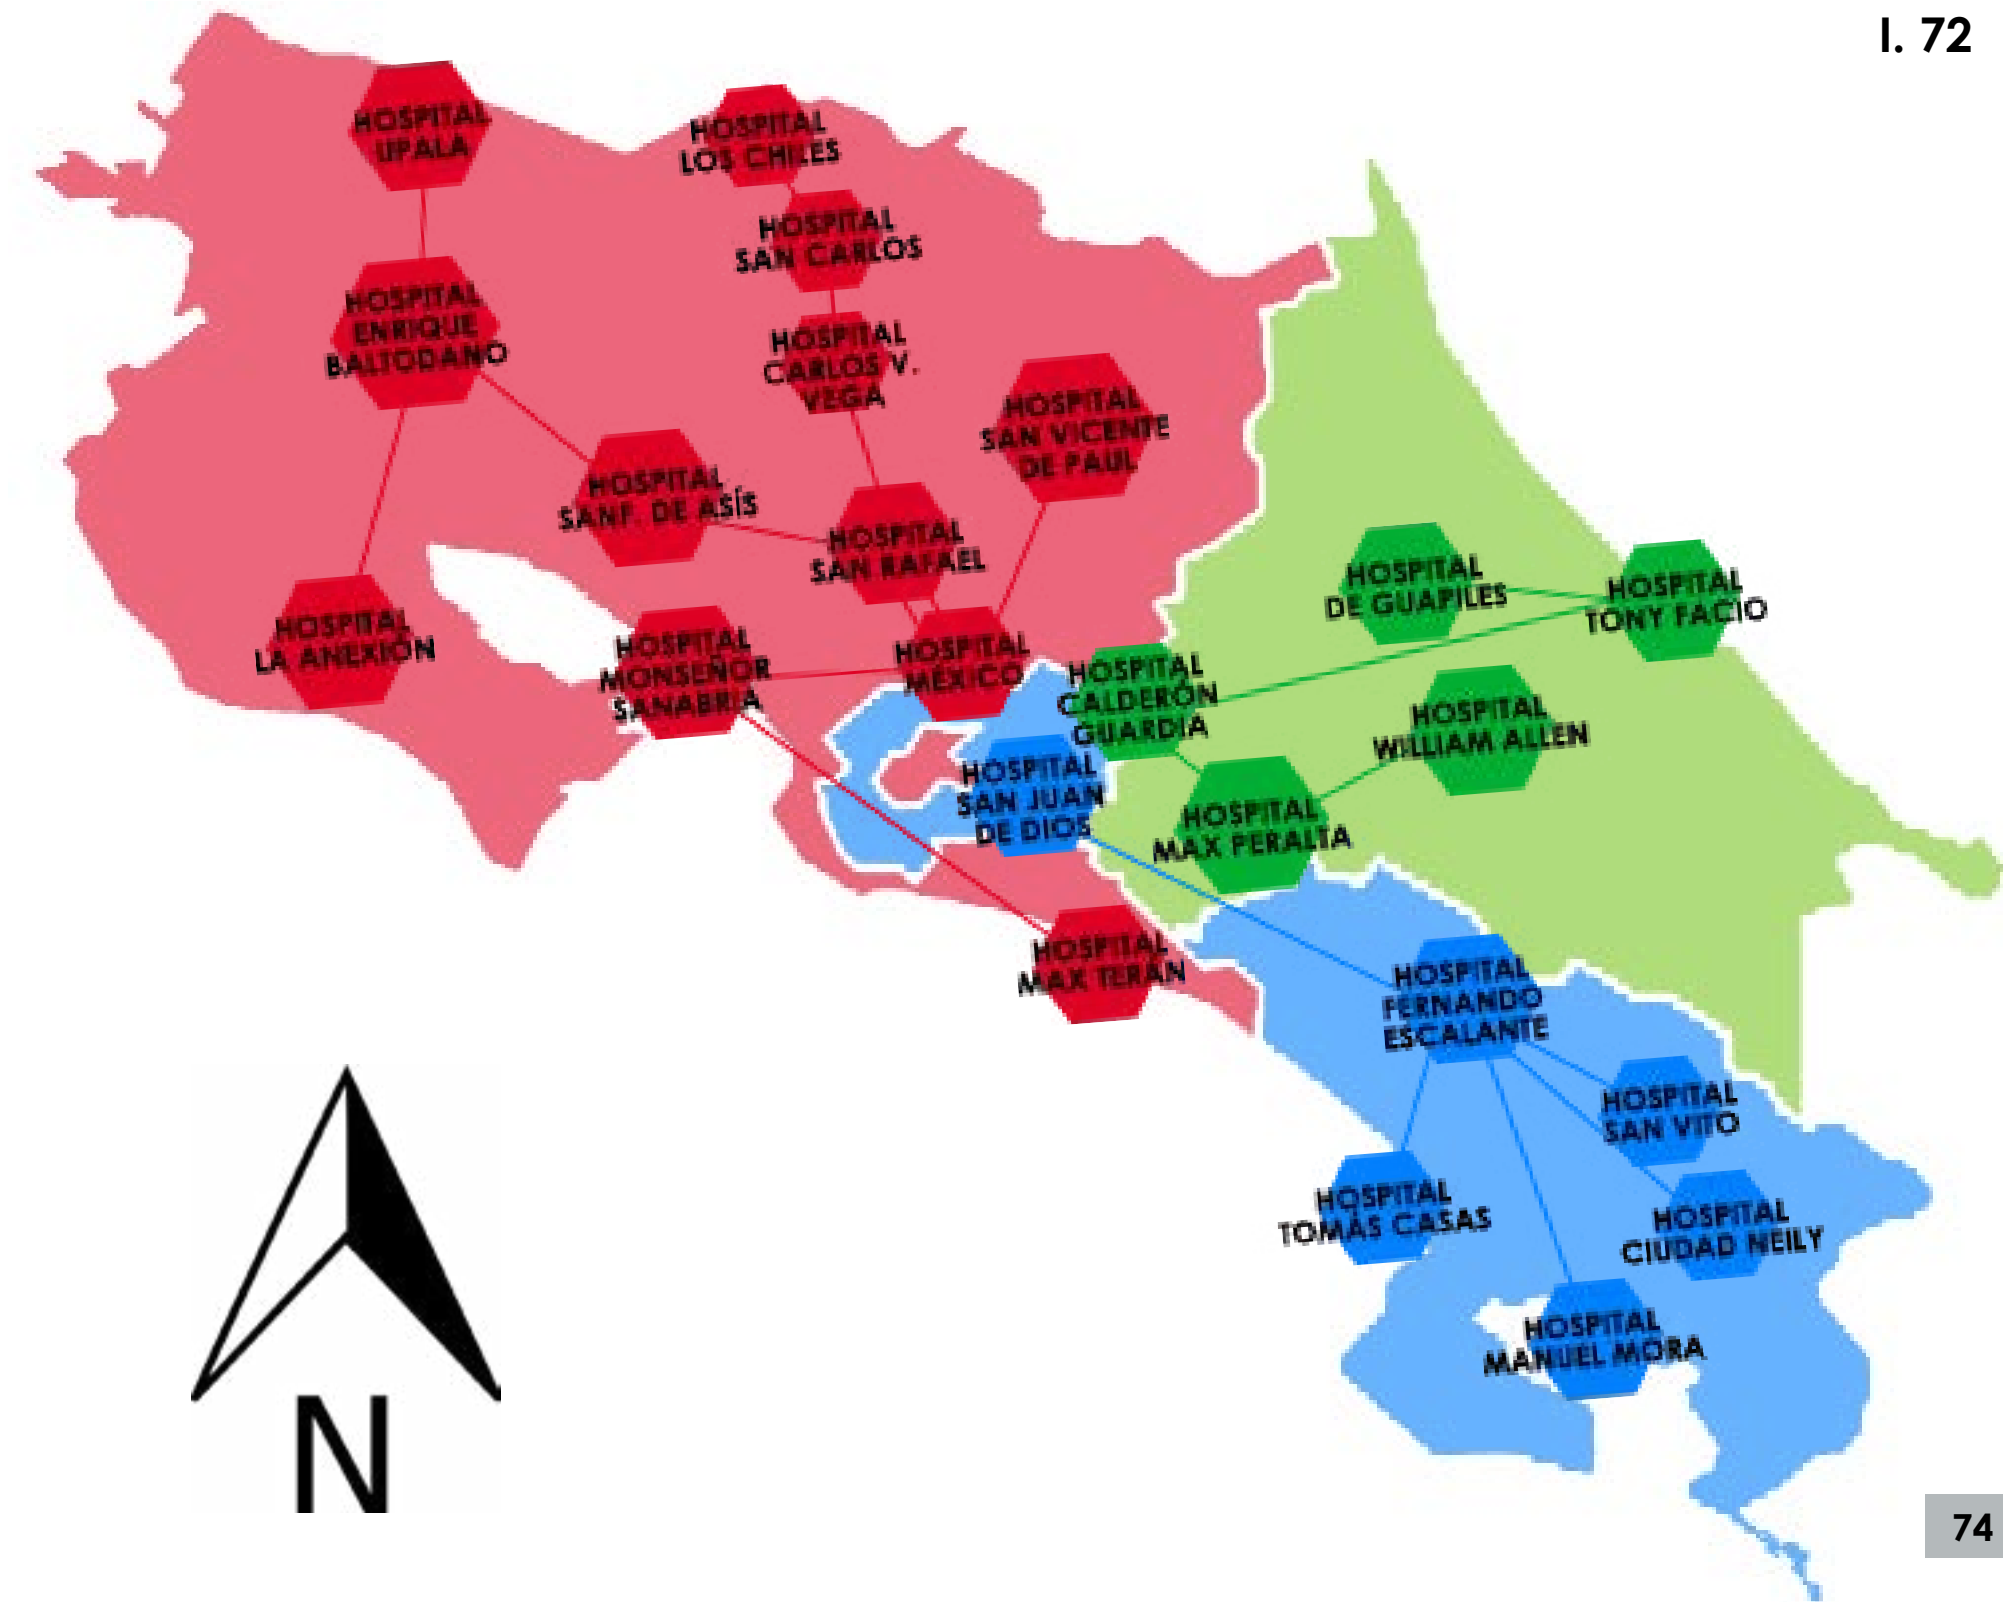 I. 72
HOSPITAL
UPALA
HOSPITAL
LOS CHILES
HOSPITAL
SAN CARLOS
HOSPITAL
ENRIQUE
BALTODANO
HOSPITAL
CARLOS V.
VEGA
HOSPITAL
SAN VICENTE
DE PAUL
HOSPITAL
SANF. DE ASÍS
HOSPITAL
SAN RAFAEL
HOSPITAL
DE GUAPILES
HOSPITAL
TONY FACIO
HOSPITAL
LA ANEXIÓN
HOSPITAL
MONSEÑOR
SANABRIA
HOSPITAL
MÉXICO
HOSPITAL
CALDERÓN
GUARDIA
HOSPITAL
WILLIAM ALLEN
HOSPITAL
SAN JUAN
DE DIOS
HOSPITAL
MAX PERALTA
HOSPITAL
MAX TERÁN
HOSPITAL
FERNANDO
ESCALANTE
HOSPITAL
SAN VITO
HOSPITAL
TOMÁS CASAS
HOSPITAL
CIUDAD NEILY
HOSPITAL
MANUEL MORA
N
74